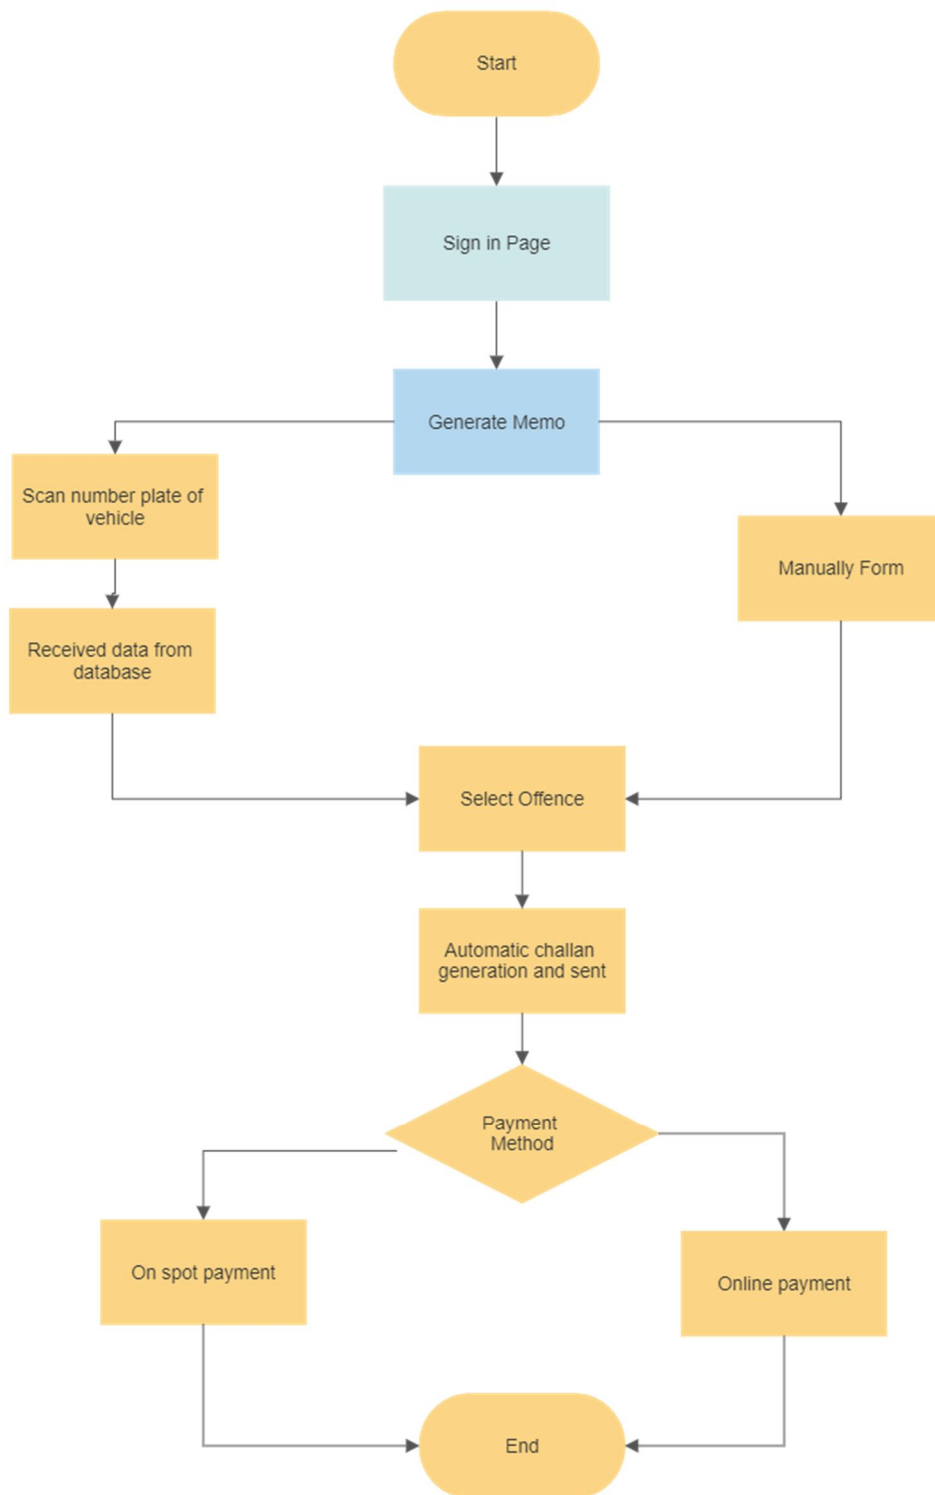 Start
Sign in Page
Generate Memo
Scan number plate of
vehicle
Manually Form
Received data from
database
Select Offence
Automatic challan
generation and sent
Payment
Method
On spot payment
Online payment
End